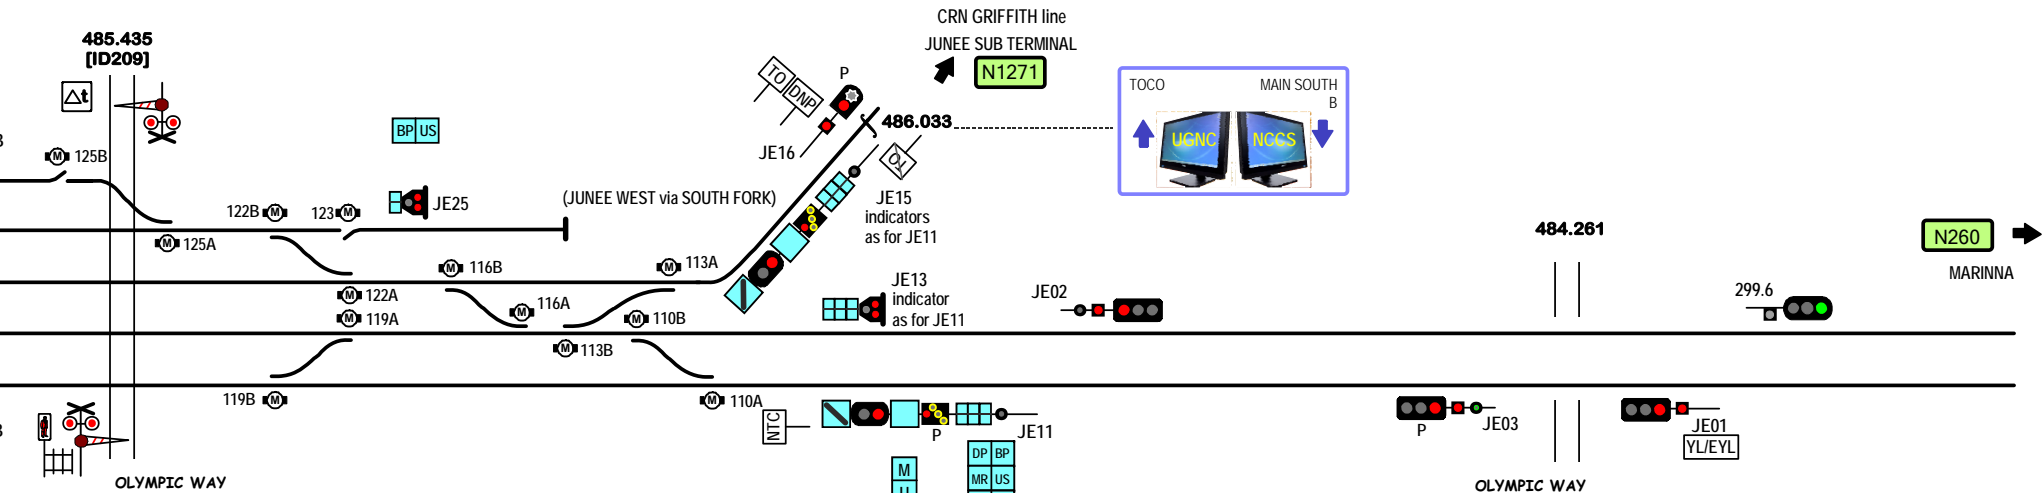 CRN GRIFFITH line
JUNEE SUB TERMINAL
N1271
485.435
[ID209]
Δt
TO
DNP
P
TOCO
MAIN SOUTH
B
UGNC
NCCS
486.033
BP US
JE16
TO
M 125B
(JUNEE WEST via SOUTH FORK)
JE15
indicators
as for JE11
JE25
122B M
123 M
M 125A
484.261
N260
MARINNA
M 116B
M 113A
M 122A
M 119A
M 116A
M 110B
JE13
indicator
as for JE11
JE02
299.6
M 113B
119B M
M 110A
NTC
P
JE11
P
JE03
JE01
YL/EYL
DP BP
MR US
M
U
OLYMPIC WAY
OLYMPIC WAY